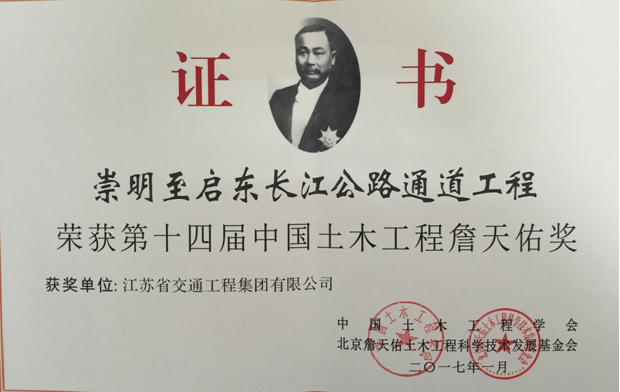 证书
崇明至启东长江公路通道工程
荣获第十四届中国土木工程詹天佑奖
获奖单位:江苏省交通工程集团有限公司
中国土木工程学会
北京詹天佑土木工程科学技术发展基金会
二〇一七年一月